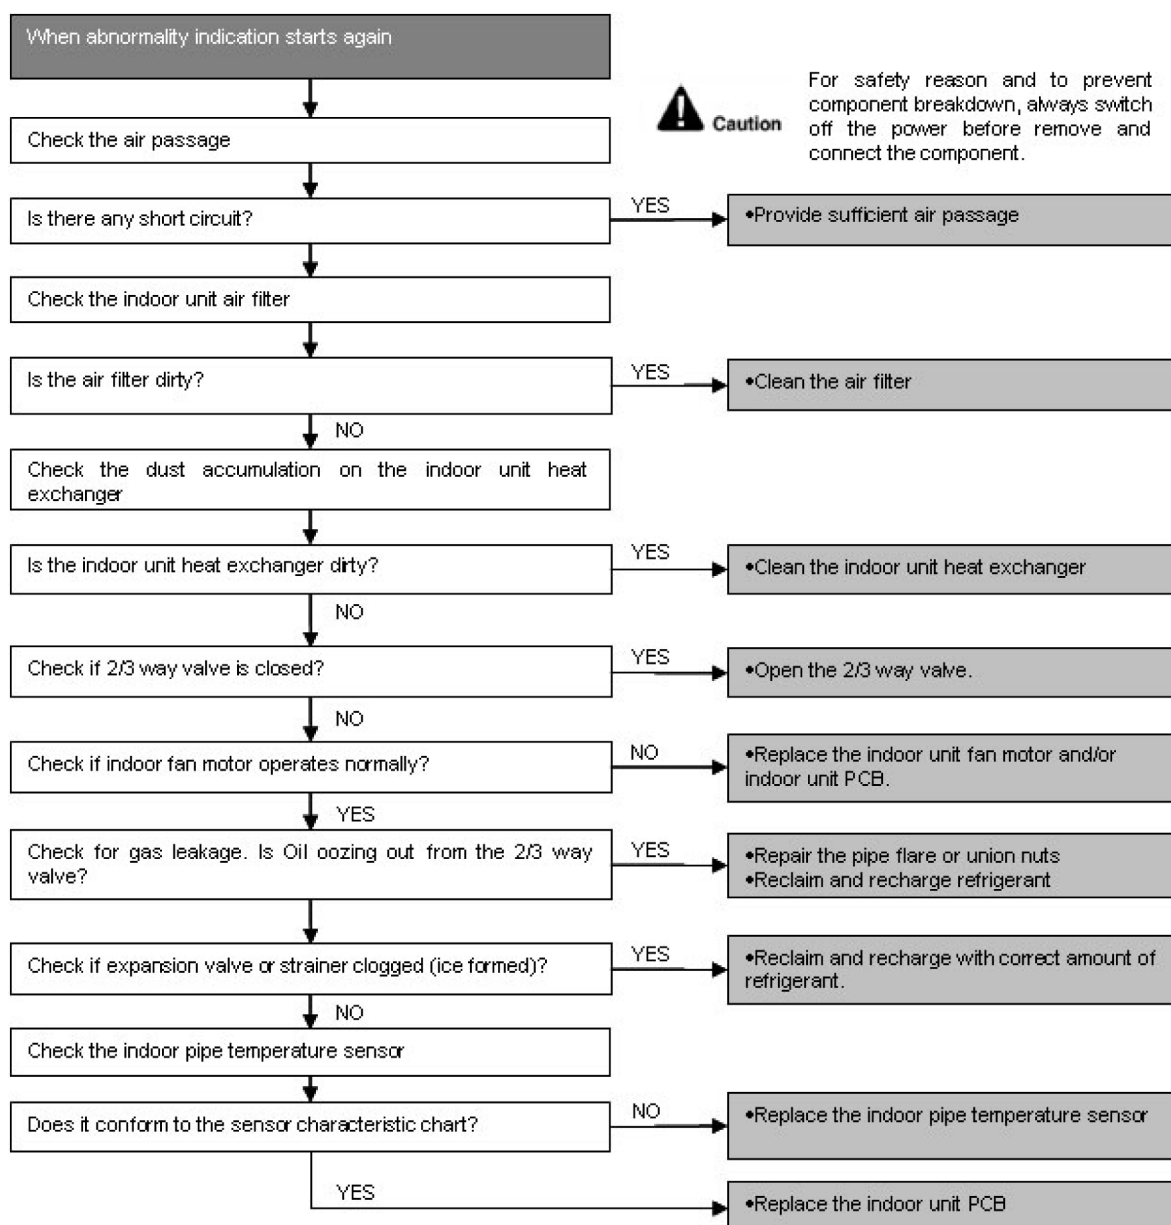 When abnormality indication starts again
Caution
For safety reason and to prevent
component breakdown, always switch
off the power before remove and
connect the component.
Check the air passage
Is there any short circuit?
YES
•Provide sufficient air passage
Check the indoor unit air filter
Is the air filter dirty?
YES
•Clean the air filter
NO
Check the dust accumulation on the indoor unit heat
exchanger
Is the indoor unit heat exchanger dirty?
YES
•Clean the indoor unit heat exchanger
NO
Check if 2/3 way valve is closed?
YES
•Open the 2/3 way valve.
NO
Check if indoor fan motor operates normally?
NO
•Replace the indoor unit fan motor and/or
indoor unit PCB.
YES
Check for gas leakage. Is Oil oozing out from the 2/3 way
valve?
YES
•Repair the pipe flare or union nuts
•Reclaim and recharge refrigerant
Check if expansion valve or strainer clogged (ice formed)?
YES
•Reclaim and recharge with correct amount of
refrigerant.
NO
Check the indoor pipe temperature sensor
Does it conform to the sensor characteristic chart?
NO
•Replace the indoor pipe temperature sensor
YES
•Replace the indoor unit PCB